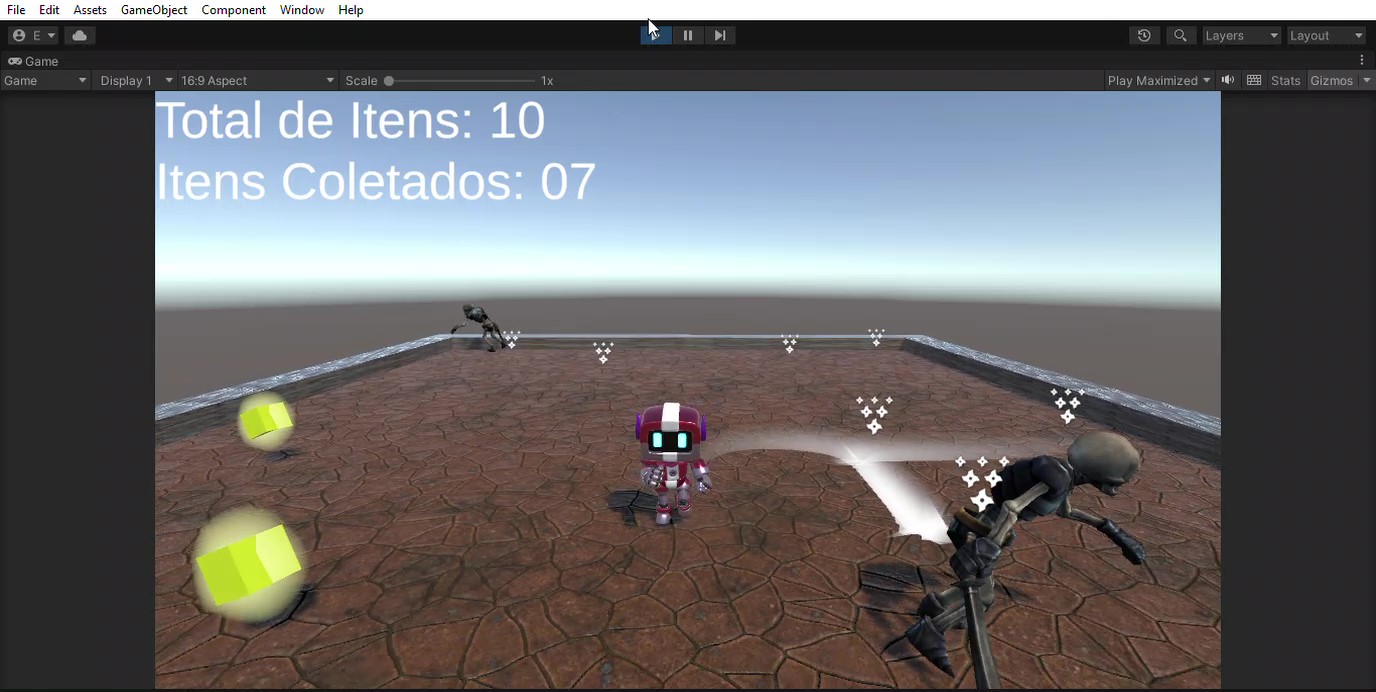 File Edit Assets GameObject Component Window Help
E Layers Layout
Game
Game Display 1 16:9 Aspect Scale 1x Play Maximized Stats Gizmos
Total de Itens: 10
Itens Coletados: 07